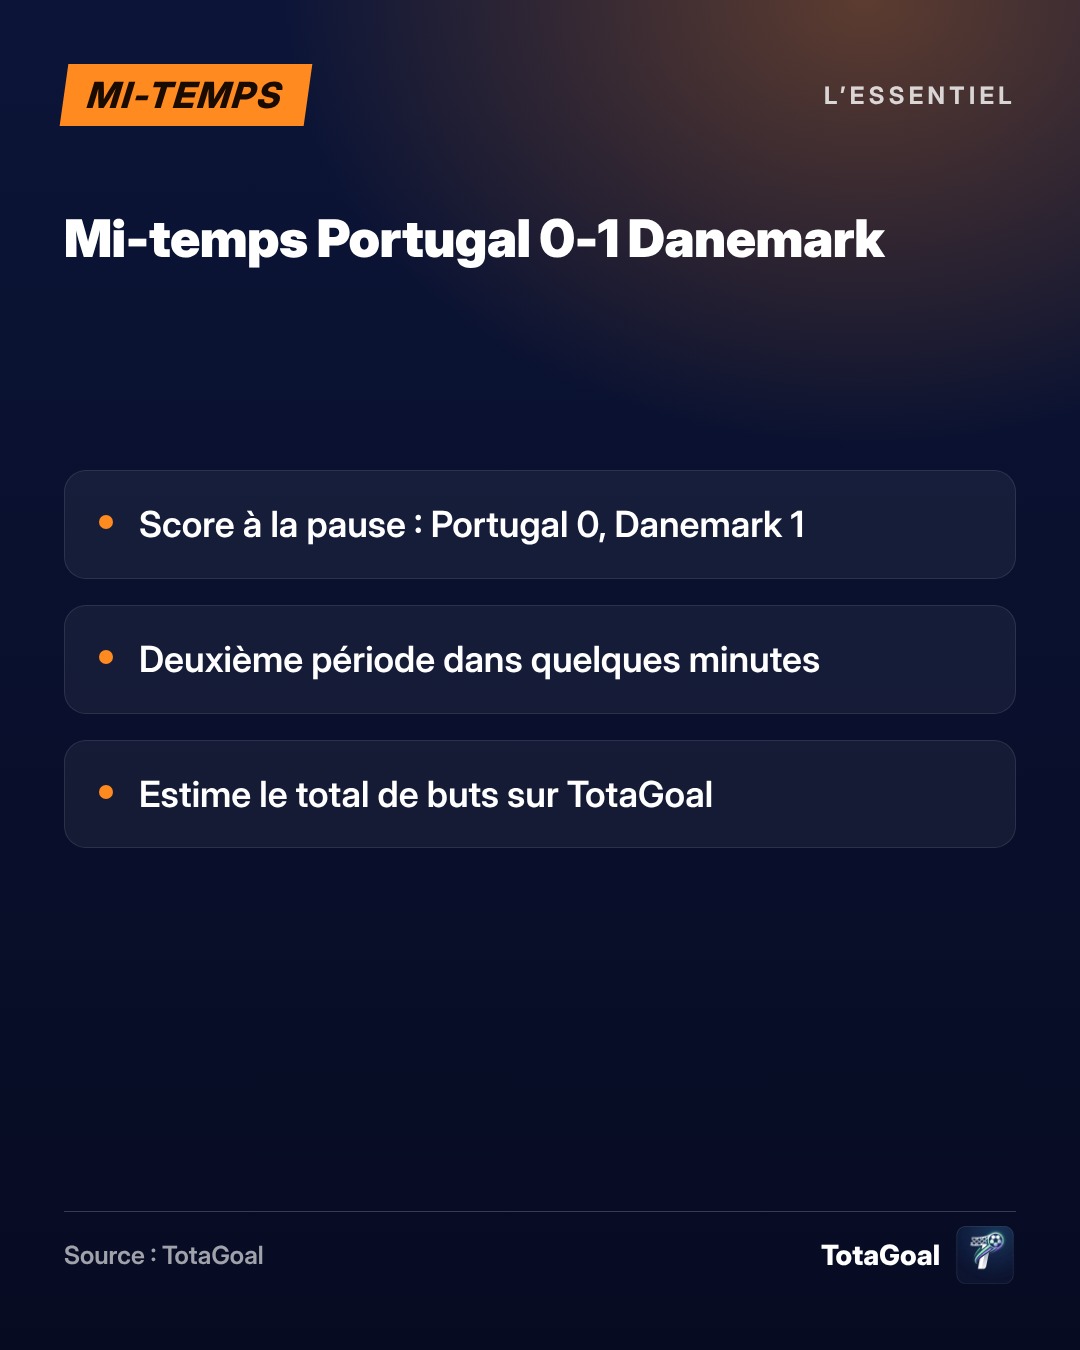 MI-TEMPS
L'ESSENTIEL
Mi-temps Portugal 0-1 Danemark
Score à la pause : Portugal 0, Danemark 1
Deuxième période dans quelques minutes
Estime le total de buts sur TotaGoal
Source : TotaGoal
TotaGoal